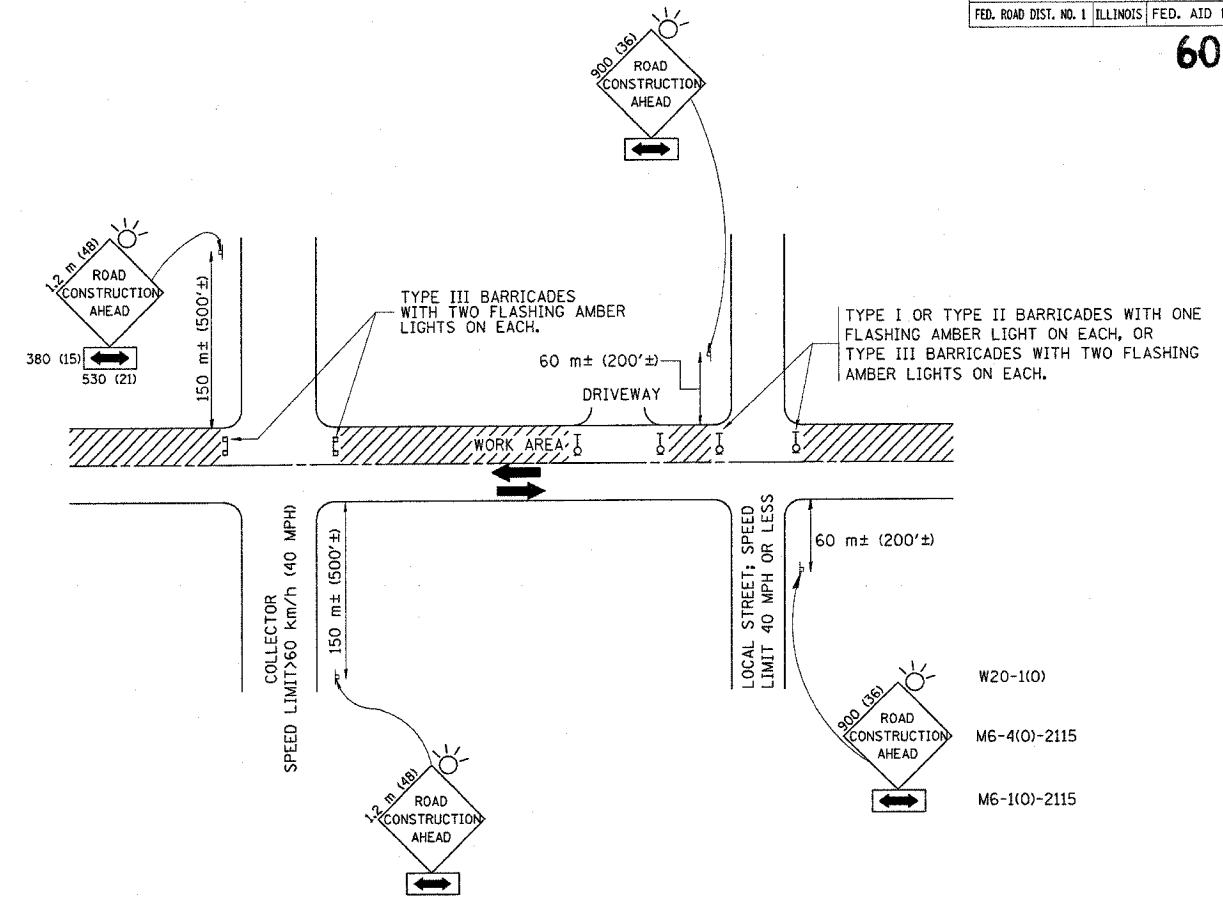 FED. ROAD DIST. NO. 1 ILLINOIS FED. AID
60
900 (36)
ROAD
CONSTRUCTION
AHEAD
1.2 m (48)
ROAD
CONSTRUCTION
AHEAD
380 (15)
530 (21)
150 m± (500'±)
TYPE III BARRICADES
WITH TWO FLASHING AMBER
LIGHTS ON EACH.
60 m± (200'±)
DRIVEWAY
TYPE I OR TYPE II BARRICADES WITH ONE
FLASHING AMBER LIGHT ON EACH, OR
TYPE III BARRICADES WITH TWO FLASHING
AMBER LIGHTS ON EACH.
WORK AREA
COLLECTOR
SPEED LIMIT>60 km/h (40 MPH)
150 m± (500'±)
LOCAL STREET; SPEED
LIMIT 40 MPH OR LESS
60 m± (200'±)
1.2 m (48)
ROAD
CONSTRUCTION
AHEAD
900 (36)
ROAD
CONSTRUCTION
AHEAD
W20-1(O)
M6-4(O)-2115
M6-1(O)-2115